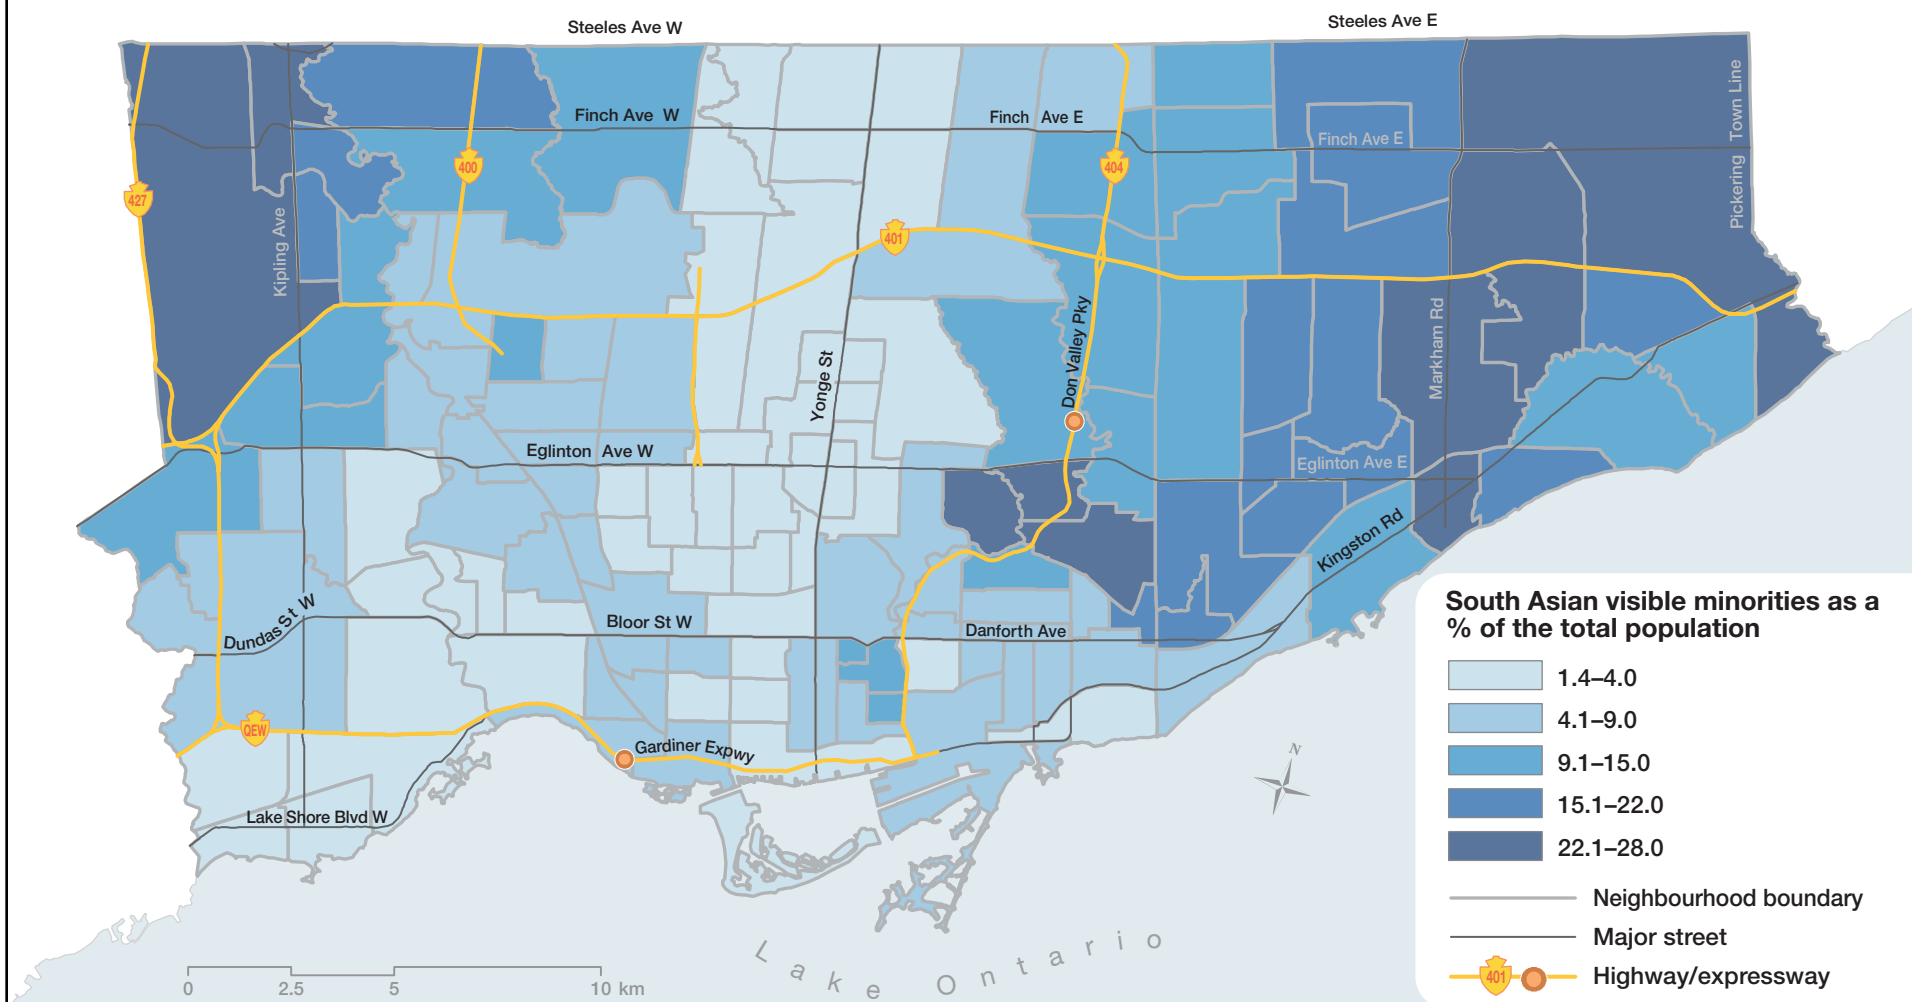 Steeles Ave W
Steeles Ave E
Finch Ave W
Finch Ave E
Finch Ave E
Pickering Town Line
427
400
404
401
Kipling Ave
Yonge St
Don Valley Pky
Markham Rd
Eglinton Ave W
Eglinton Ave E
Kingston Rd
Dundas St W
Bloor St W
Danforth Ave
QEW
Gardiner Expwy
Lake Shore Blvd W
N
Lake Ontario
0 2.5 5 10 km
South Asian visible minorities as a
% of the total population
1.4–4.0
4.1–9.0
9.1–15.0
15.1–22.0
22.1–28.0
Neighbourhood boundary
Major street
401 Highway/expressway